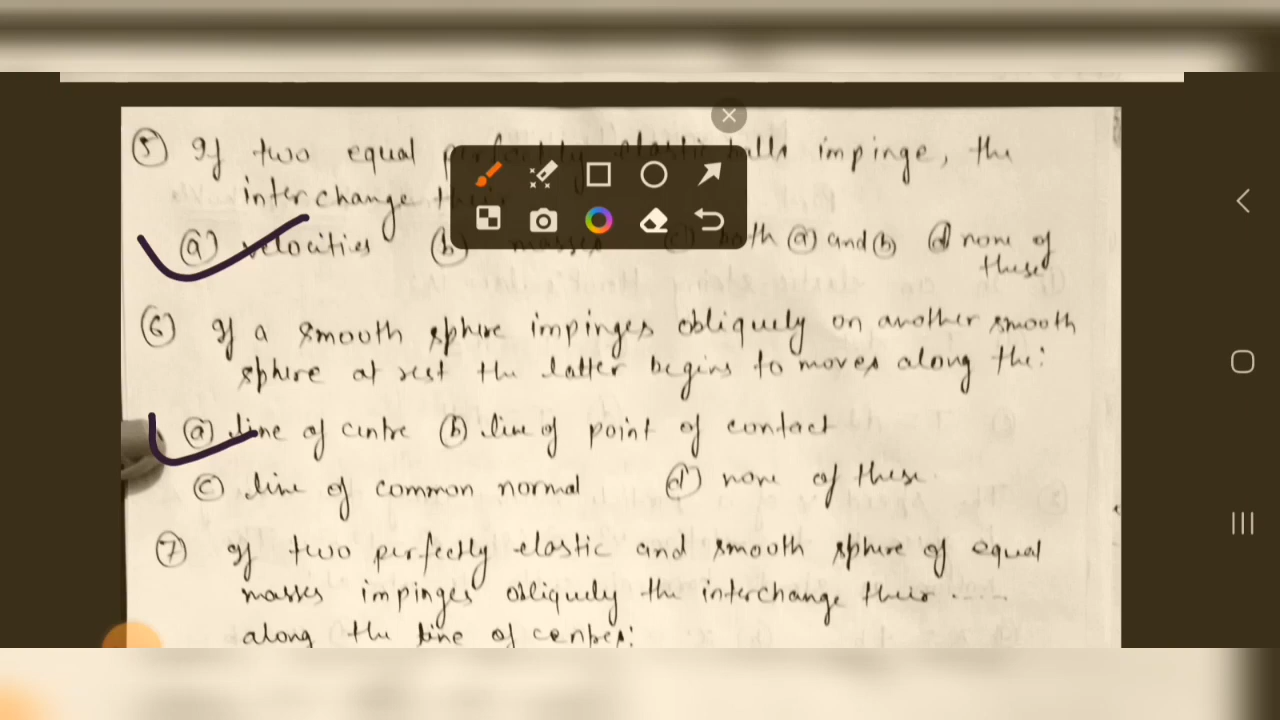 ⑤ If two equal perfectly elastic balls impinge, the
interchange their
ⓐ velocities ⓑ masses ⓒ both ⓐ and ⓑ ⓓ none of
these
⑥ If a smooth sphere impinges obliquely on another smooth
sphere at rest the latter begins to moves along the:
ⓐ line of centre ⓑ line of point of contact
ⓒ line of common normal ⓓ none of these.
⑦ If two perfectly elastic and smooth sphere of equal
masses impinges obliquely the interchange their .....
along the line of centres: